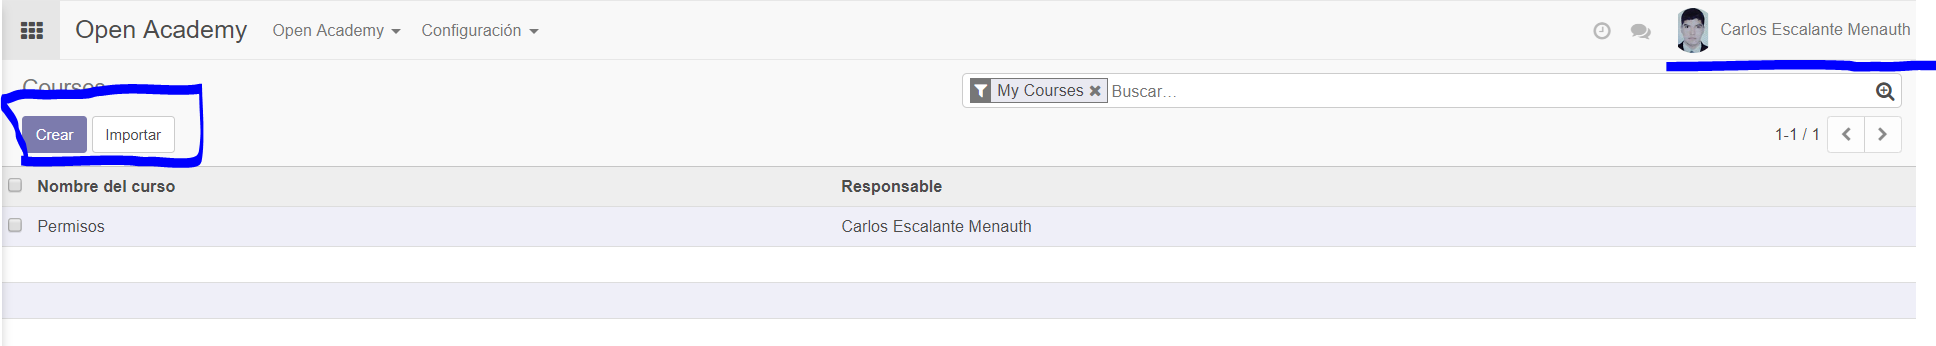 Open Academy Open Academy Configuración Carlos Escalante Menauth
Courses
My Courses Buscar...
Crear Importar 1-1 / 1
Nombre del curso Responsable
Permisos Carlos Escalante Menauth